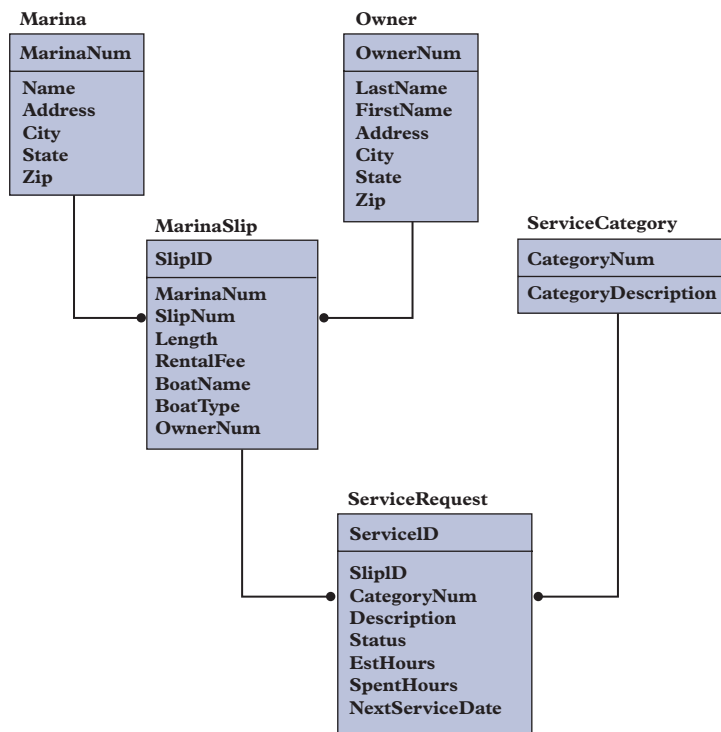 Marina
MarinaNum
Name
Address
City
State
Zip
Owner
OwnerNum
LastName
FirstName
Address
City
State
Zip
MarinaSlip
SlipID
MarinaNum
SlipNum
Length
RentalFee
BoatName
BoatType
OwnerNum
ServiceCategory
CategoryNum
CategoryDescription
ServiceRequest
ServiceID
SlipID
CategoryNum
Description
Status
EstHours
SpentHours
NextServiceDate